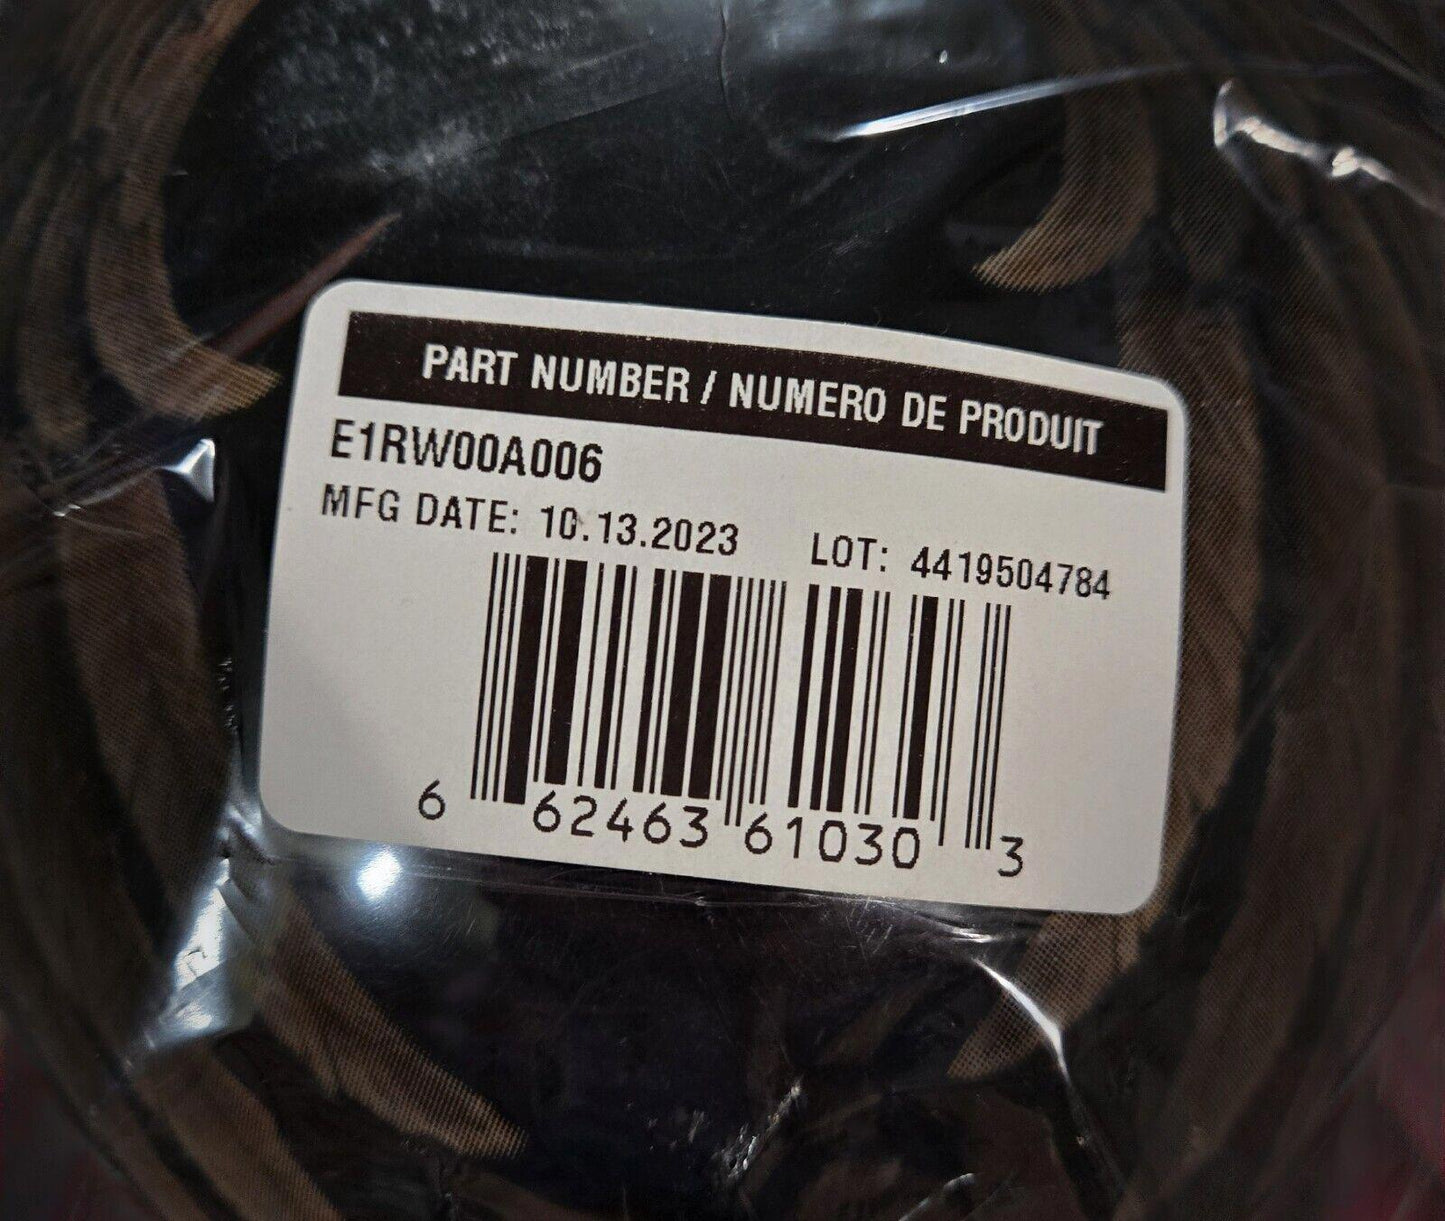 PART NUMBER / NUMERO DE PRODUIT
E1RW00A006
MFG DATE: 10.13.2023 LOT: 4419504784
6 62463 61030 3